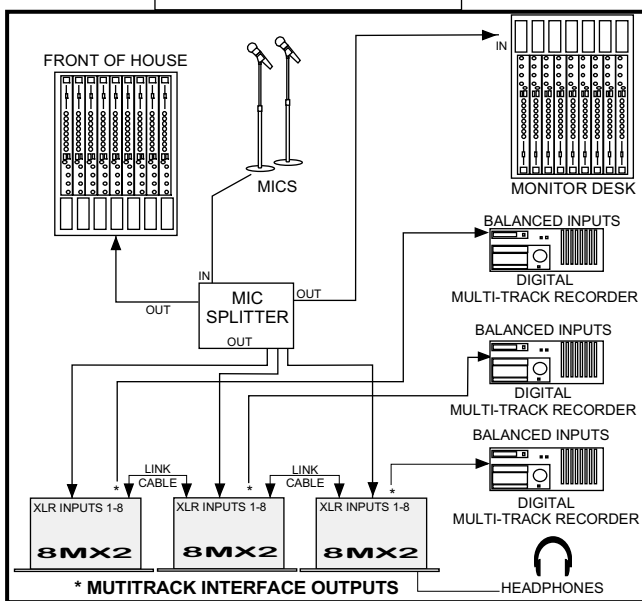 FRONT OF HOUSE
MICS
IN
MONITOR DESK
BALANCED INPUTS
DIGITAL
MULTI-TRACK RECORDER
IN
OUT
MIC
SPLITTER
OUT
OUT
BALANCED INPUTS
DIGITAL
MULTI-TRACK RECORDER
BALANCED INPUTS
DIGITAL
MULTI-TRACK RECORDER
* LINK
CABLE
* LINK
CABLE
*
XLR INPUTS 1-8
8MX2
XLR INPUTS 1-8
8MX2
XLR INPUTS 1-8
8MX2
* MUTITRACK INTERFACE OUTPUTS
HEADPHONES